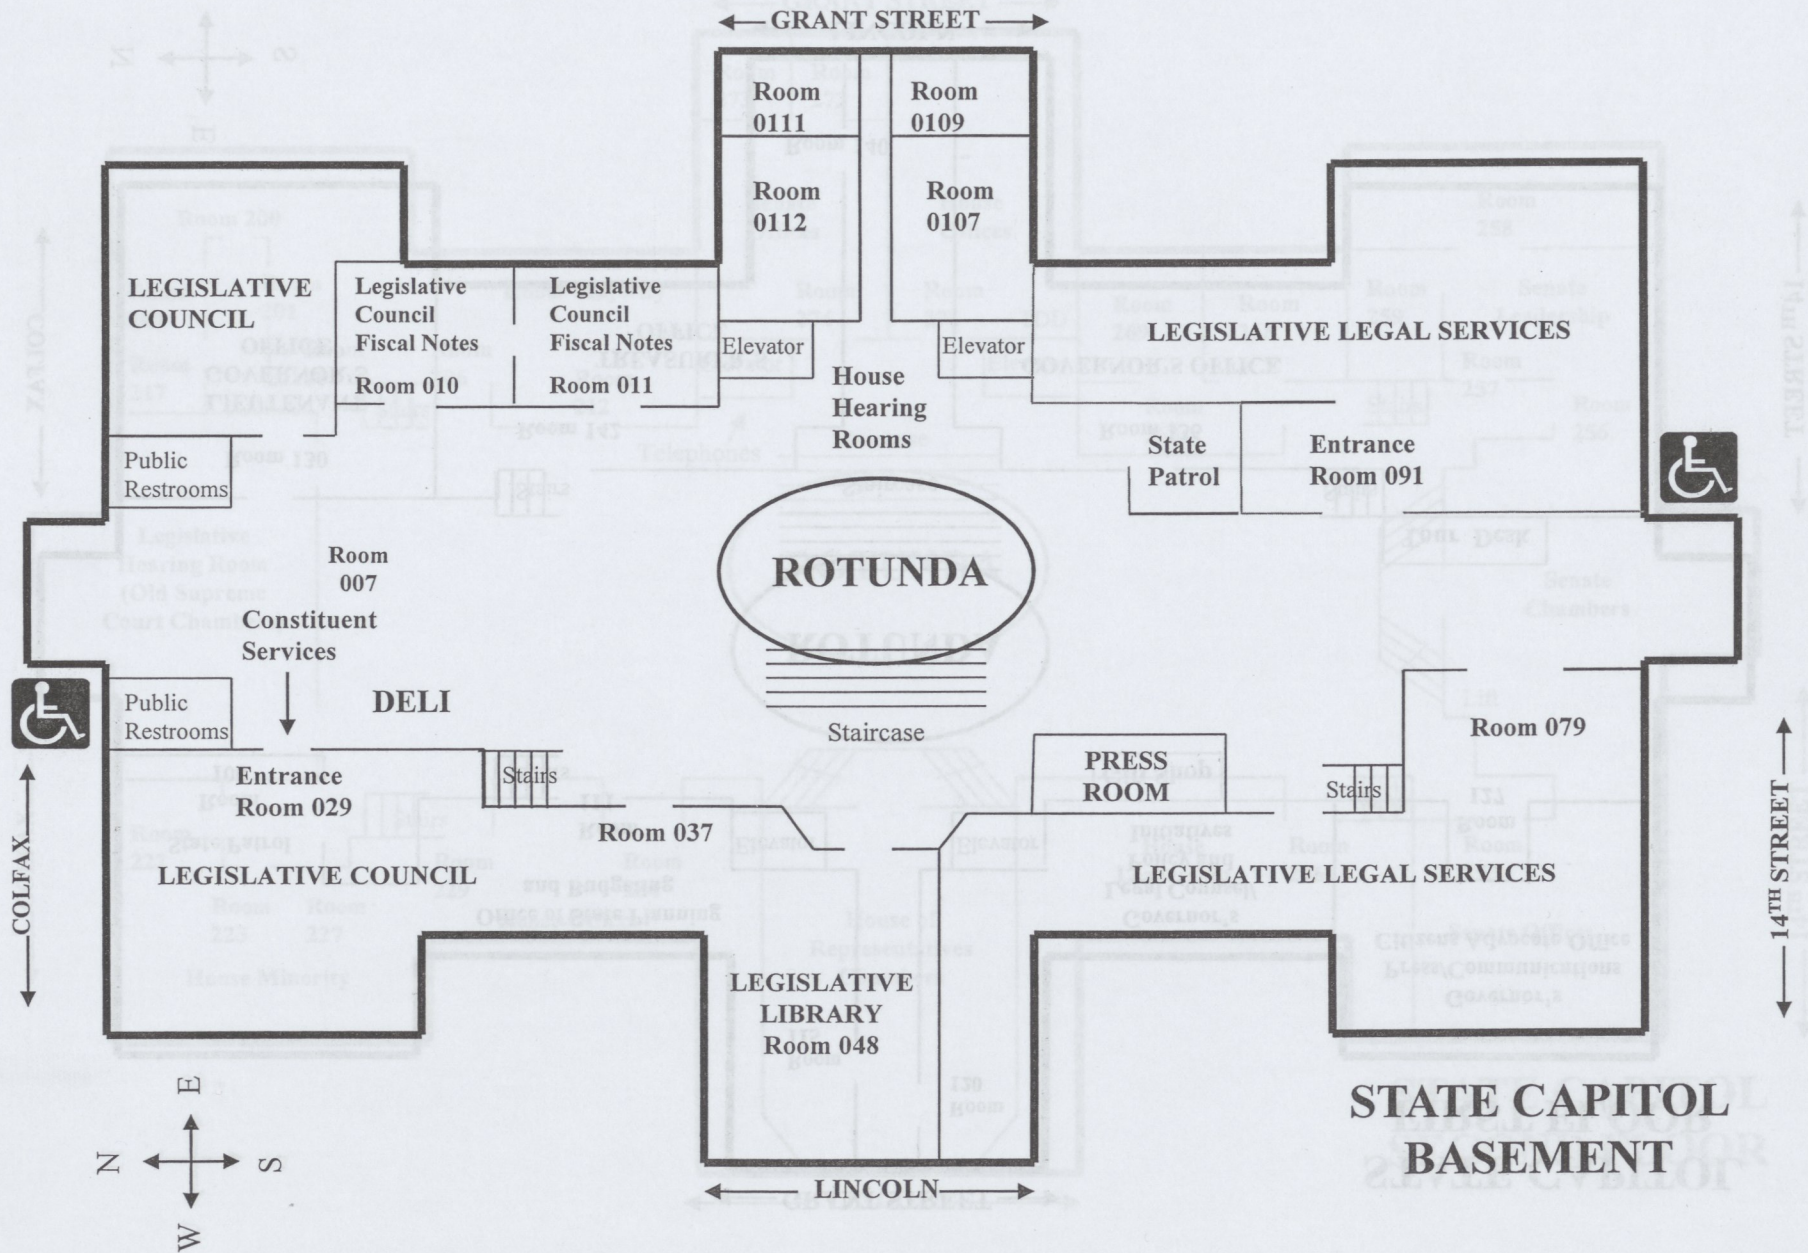 GRANT STREET
Room
0111
Room
0109
Room
0112
Room
0107
LEGISLATIVE
COUNCIL
Legislative
Council
Fiscal Notes
Room 010
Legislative
Council
Fiscal Notes
Room 011
Elevator
Elevator
House
Hearing
Rooms
LEGISLATIVE LEGAL SERVICES
State
Patrol
Entrance
Room 091
Public
Restrooms
Room
007
ROTUNDA
Constituent
Services
Public
Restrooms
DELI
Staircase
Room 079
Entrance
Room 029
Stairs
PRESS
ROOM
Stairs
Room 037
COLFAX
LEGISLATIVE COUNCIL
LEGISLATIVE LEGAL SERVICES
14TH STREET
LEGISLATIVE
LIBRARY
Room 048
E
N
S
W
LINCOLN
STATE CAPITOL
BASEMENT